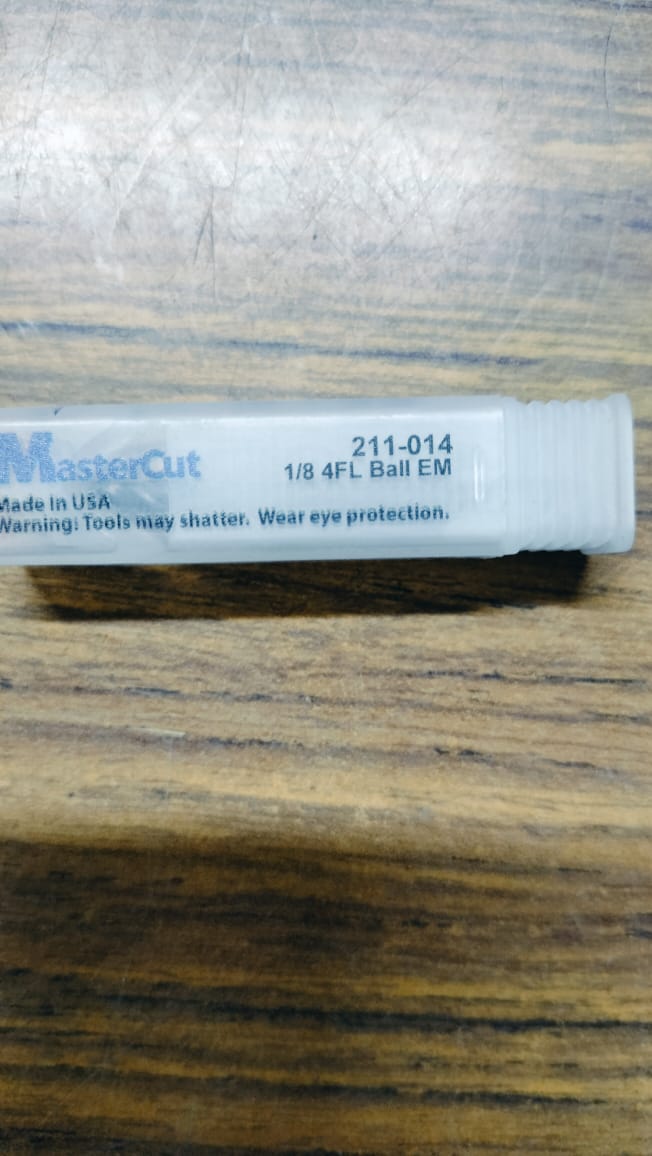 MasterCut
211-014
1/8 4FL Ball EM
Made in USA
Warning: Tools may shatter. Wear eye protection.